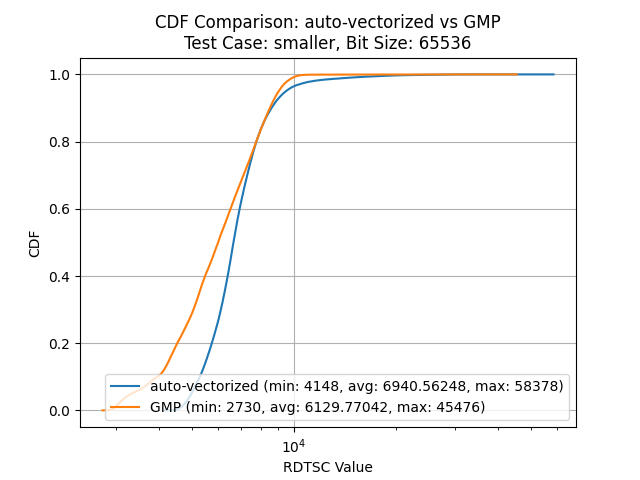 CDF Comparison: auto-vectorized vs GMP
Test Case: smaller, Bit Size: 65536
1.0
0.8
0.6
0.4
0.2
0.0
CDF
auto-vectorized (min: 4148, avg: 6940.56248, max: 58378)
GMP (min: 2730, avg: 6129.77042, max: 45476)
10⁴
RDTSC Value